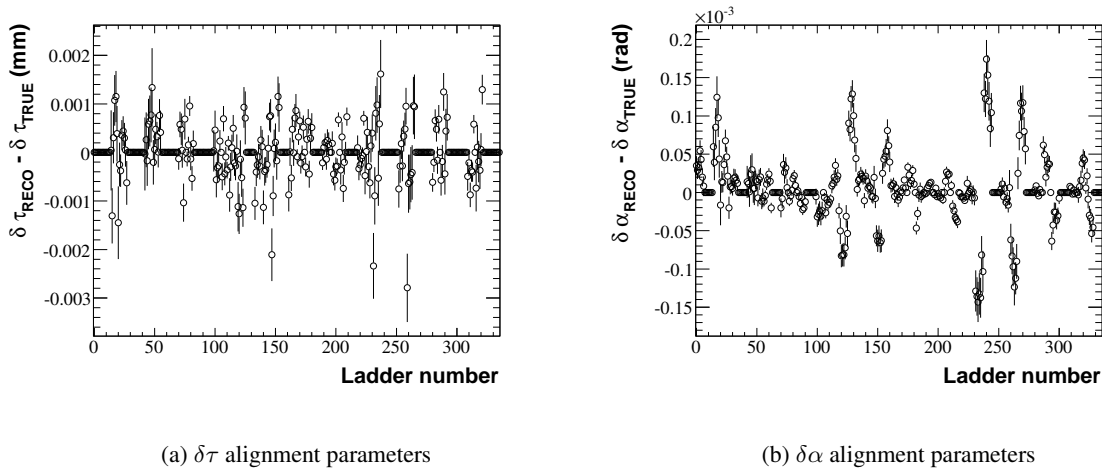 δ τRECO - δ τTRUE (mm)
0.002
0.001
0
-0.001
-0.002
-0.003
0 50 100 150 200 250 300
Ladder number
(a) δτ alignment parameters
×10-3
δ αRECO - δ αTRUE (rad)
0.2
0.15
0.1
0.05
0
-0.05
-0.1
-0.15
0 50 100 150 200 250 300
Ladder number
(b) δα alignment parameters